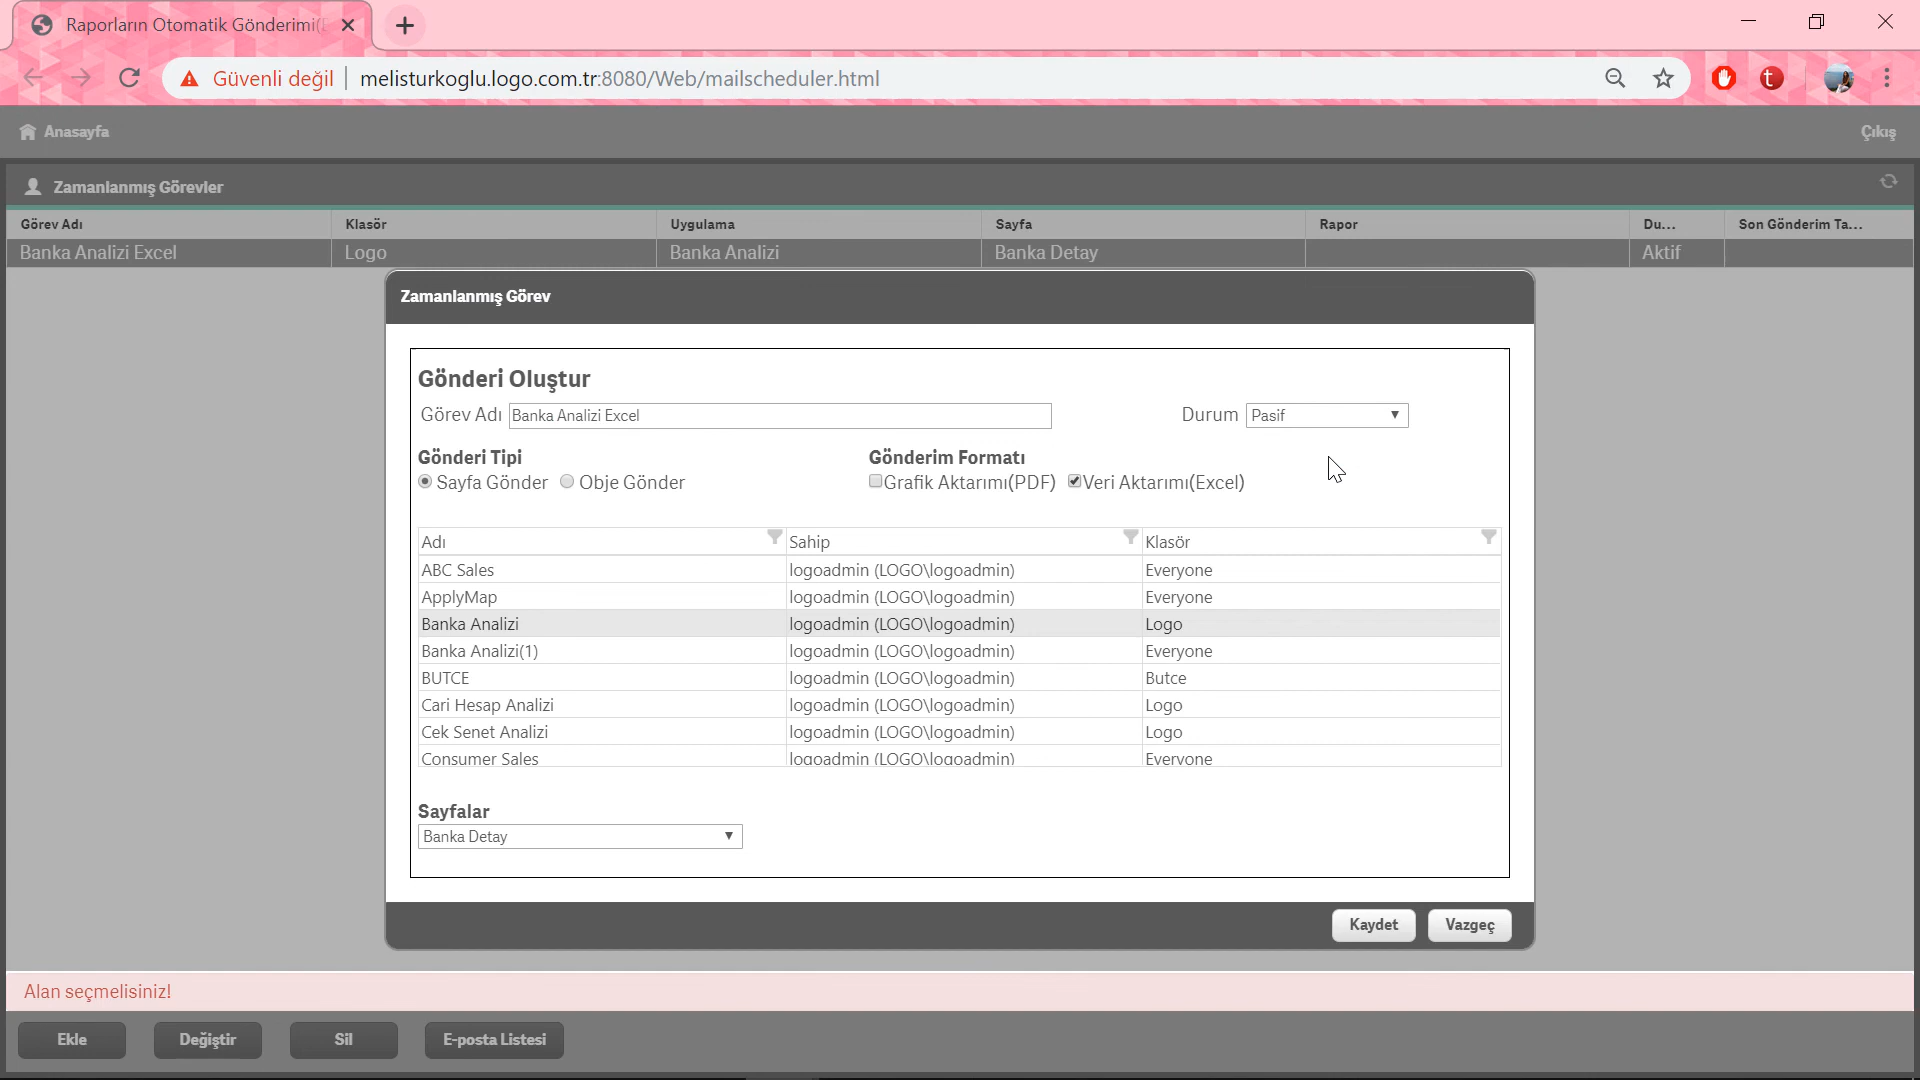 Raporların Otomatik Gönderimi(
Güvenli değil melisturkoglu.logo.com.tr:8080/Web/mailscheduler.html
t
Anasayfa Çıkış
Zamanlanmış Görevler
Görev Adı Klasör Uygulama Sayfa Rapor Du... Son Gönderim Ta...
Banka Analizi Excel Logo Banka Analizi Banka Detay Aktif
Zamanlanmış Görev
Gönderi Oluştur
Görev Adı Banka Analizi Excel Durum Pasif
Gönderi Tipi Gönderim Formatı
Sayfa Gönder Obje Gönder Grafik Aktarımı(PDF) Veri Aktarımı(Excel)
Adı Sahip Klasör
ABC Sales logoadmin (LOGO\logoadmin) Everyone
ApplyMap logoadmin (LOGO\logoadmin) Everyone
Banka Analizi logoadmin (LOGO\logoadmin) Logo
Banka Analizi(1) logoadmin (LOGO\logoadmin) Everyone
BUTCE logoadmin (LOGO\logoadmin) Butce
Cari Hesap Analizi logoadmin (LOGO\logoadmin) Logo
Cek Senet Analizi logoadmin (LOGO\logoadmin) Logo
Consumer Sales logoadmin (LOGO\logoadmin) Everyone
Sayfalar
Banka Detay
Kaydet Vazgeç
Alan seçmelisiniz!
Ekle Değiştir Sil E-posta Listesi